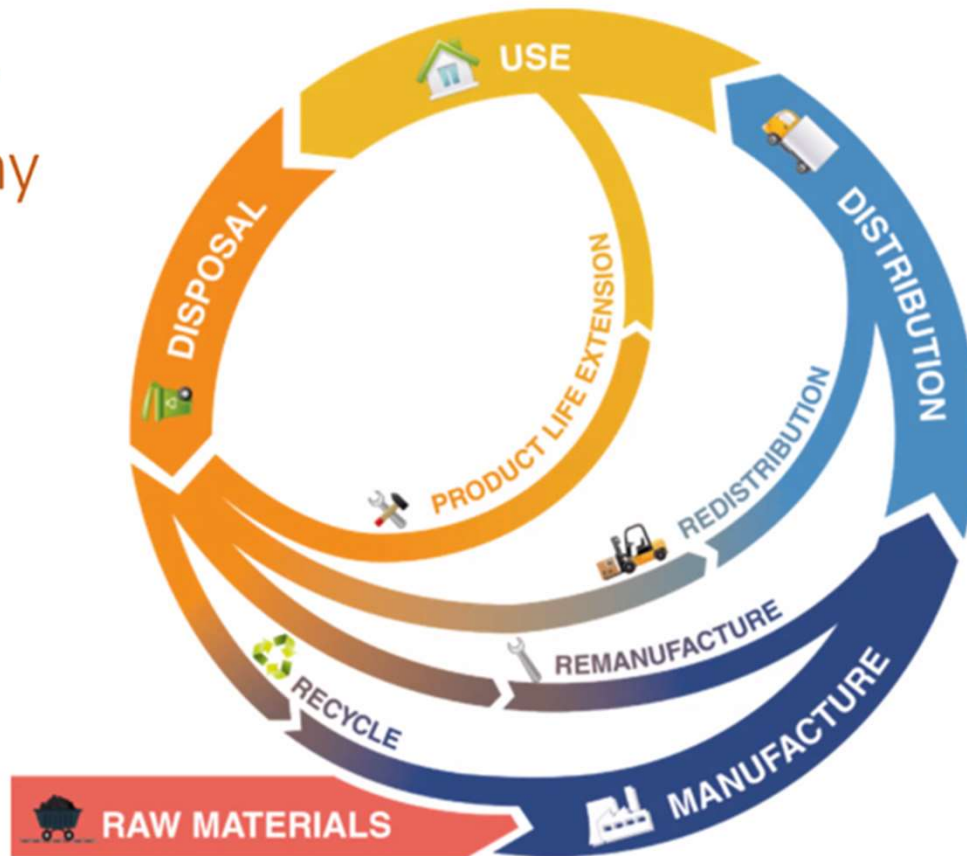 USE
DISTRIBUTION
DISPOSAL
PRODUCT LIFE EXTENSION
REDISTRIBUTION
REMANUFACTURE
RECYCLE
MANUFACTURE
RAW MATERIALS